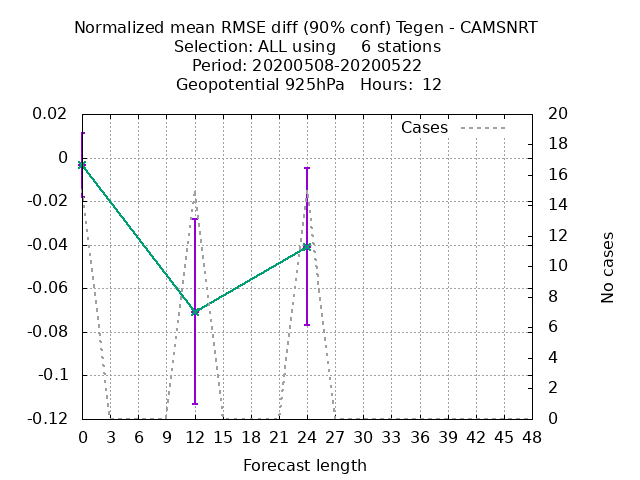 Normalized mean RMSE diff (90% conf) Tegen - CAMSNRT
Selection: ALL using     6 stations
Period: 20200508-20200522
Geopotential 925hPa   Hours:  12
Cases
0.02
0
-0.02
-0.04
-0.06
-0.08
-0.1
-0.12
20
18
16
14
12
10
8
6
4
2
0
No cases
0 3 6 9 12 15 18 21 24 27 30 33 36 39 42 45 48
Forecast length